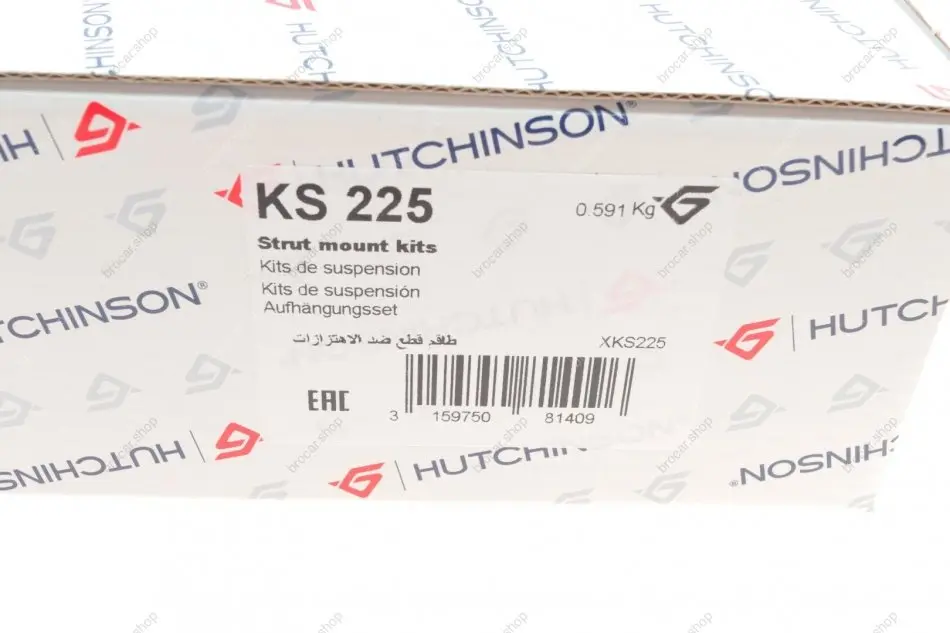 HUTCHINSON®
KS 225
0.591 Kg
Strut mount kits
Kits de suspension
Kits de suspensión
Aufhängungsset
طاقم قطع ضد الاهتزازات
XKS225
EAC
3 159750 81409
HUTCHINSON®
HUTCHINSON
HUTCHINSON
HUTCHINSON®
brocar.shop